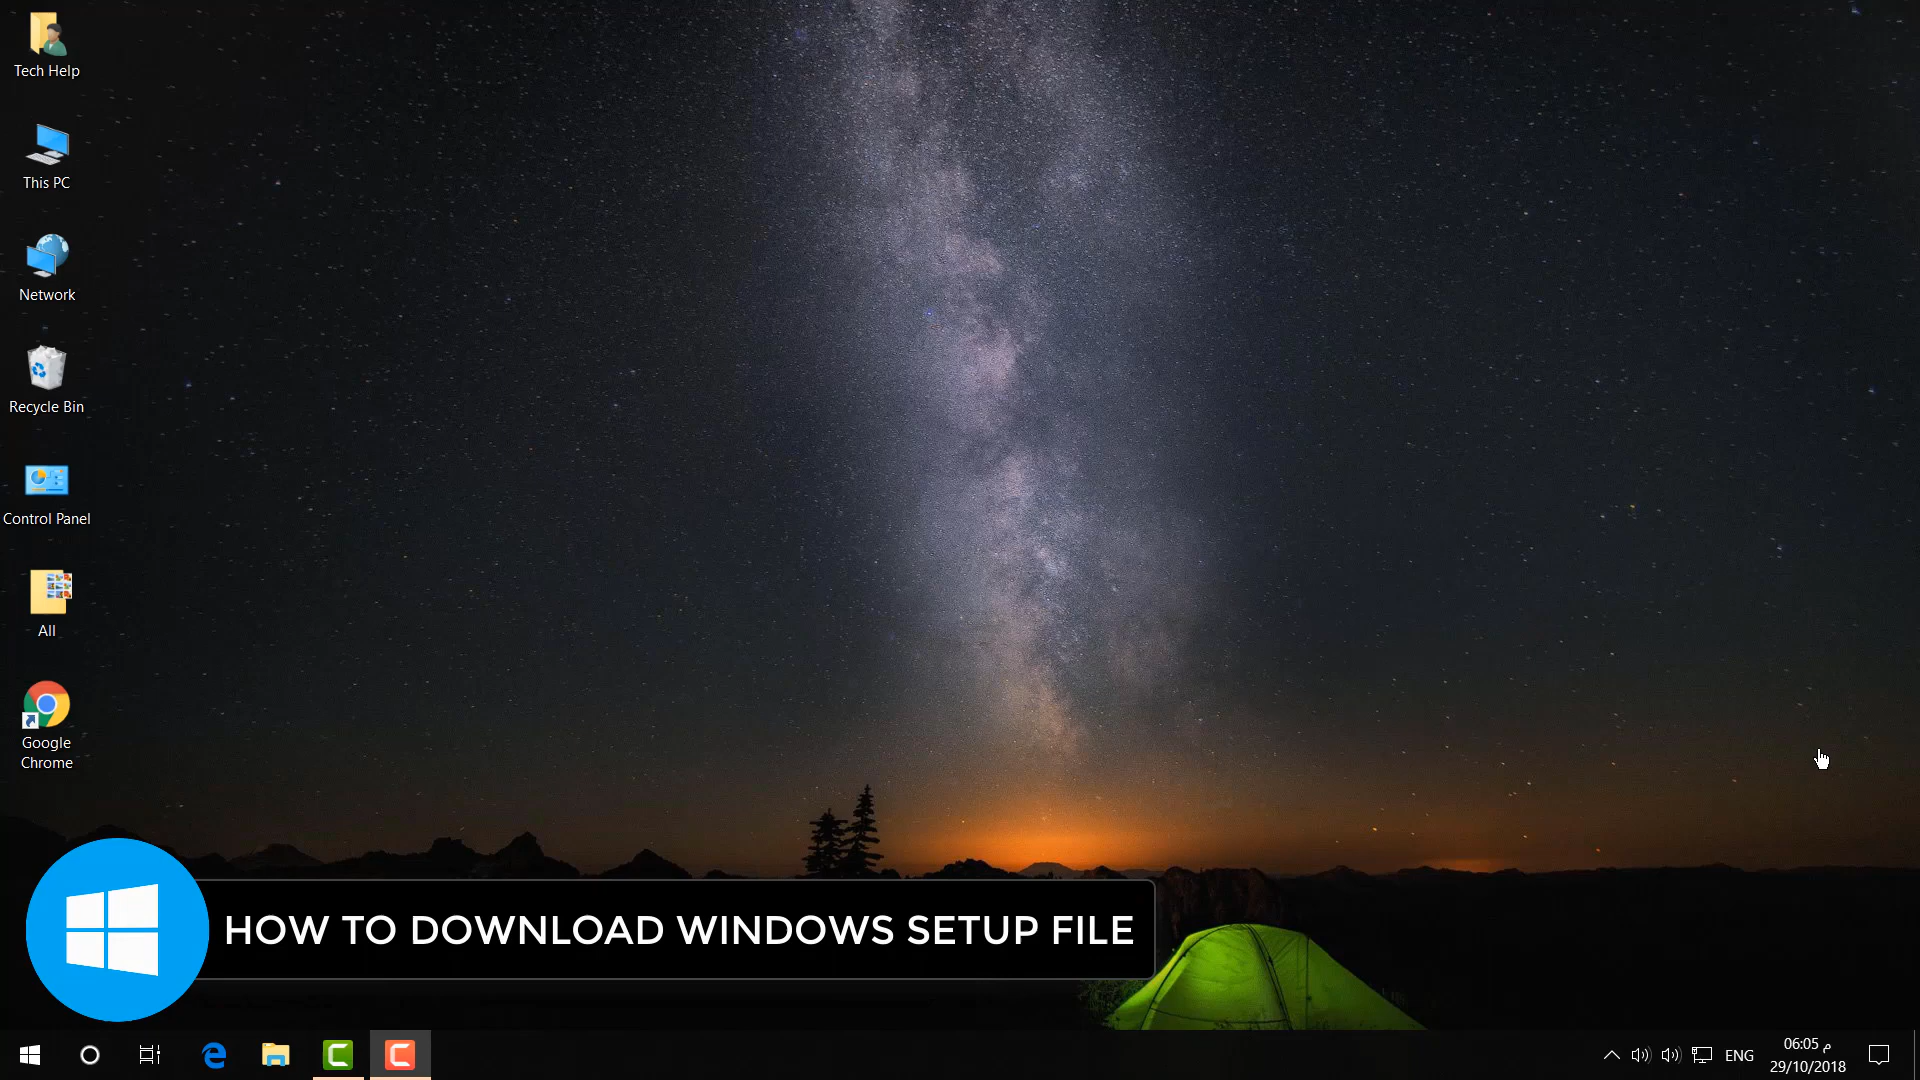 Tech Help
This PC
Network
Recycle Bin
Control Panel
All
Google
Chrome
HOW TO DOWNLOAD WINDOWS SETUP FILE
ENG
06:05 م
29/10/2018